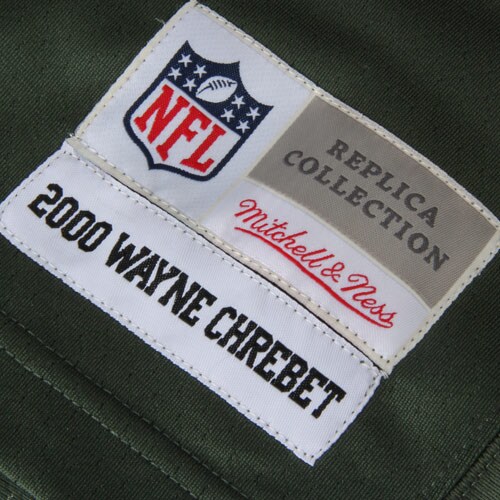 NFL
REPLICA
COLLECTION
Mitchell & Ness
2000 WAYNE CHREBET